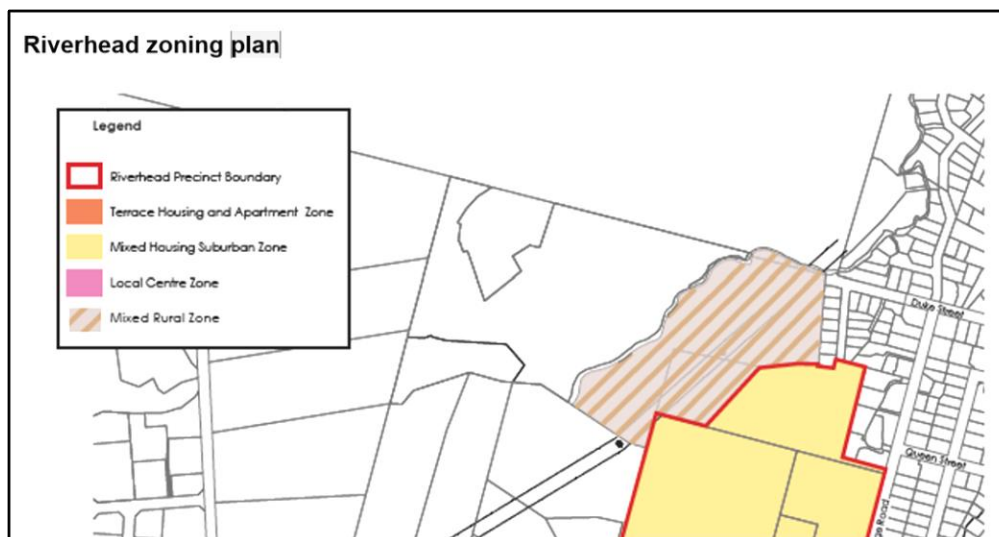 Riverhead zoning plan
Legend
Riverhead Precinct Boundary
Terrace Housing and Apartment Zone
Mixed Housing Suburban Zone
Local Centre Zone
Mixed Rural Zone
Duke Street
Queen Street
Road